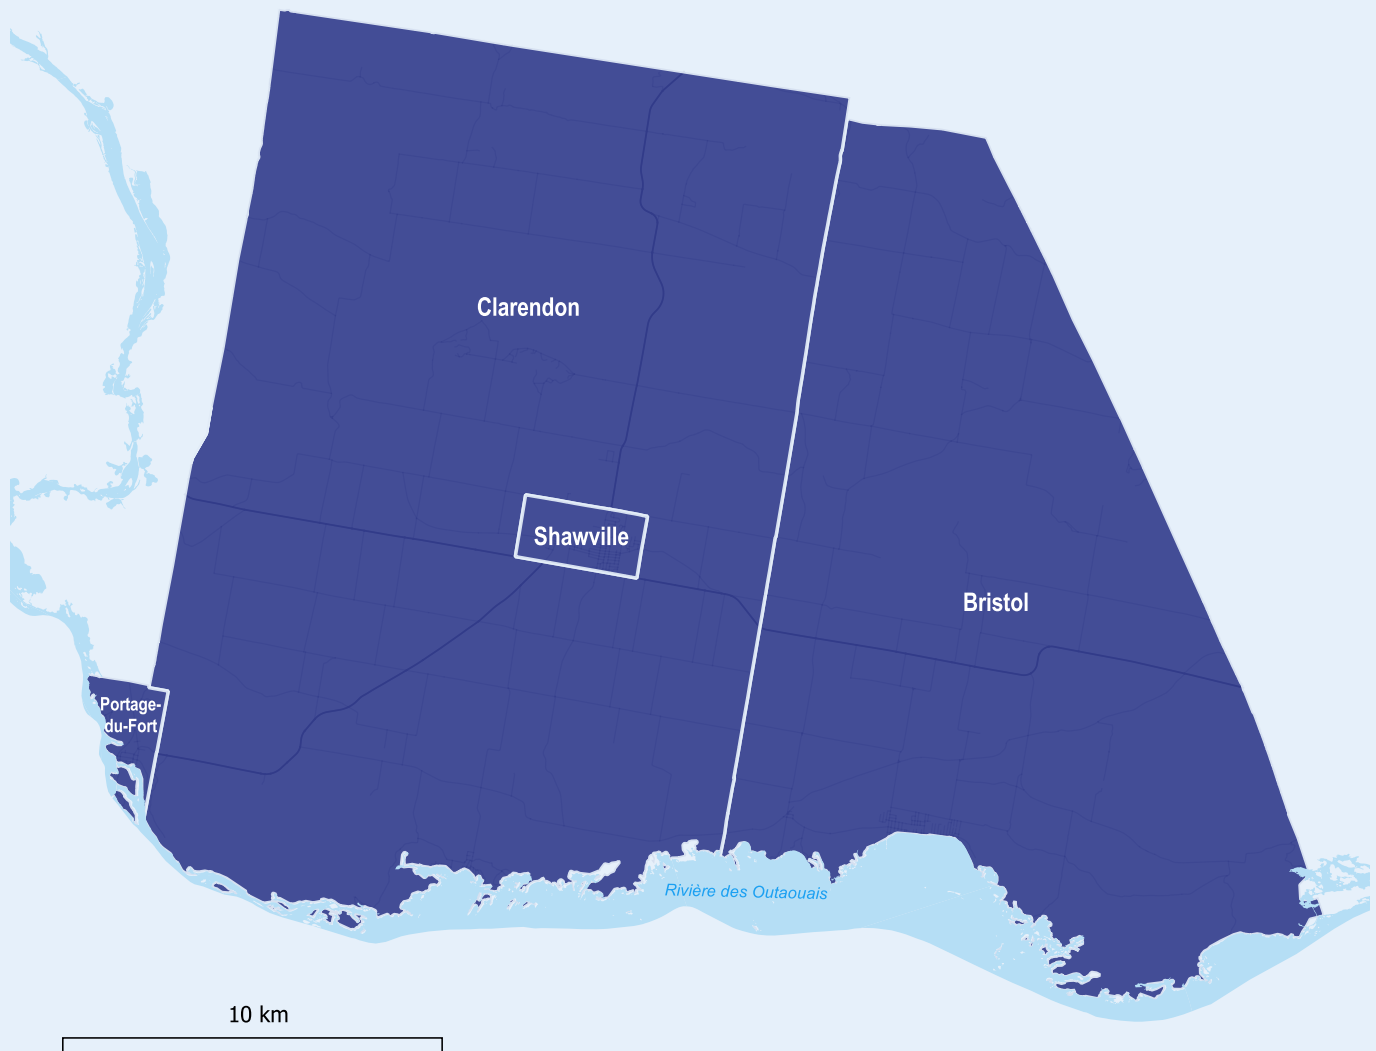 Clarendon
Shawville
Bristol
Portage-
du-Fort
Rivière des Outaouais
10 km